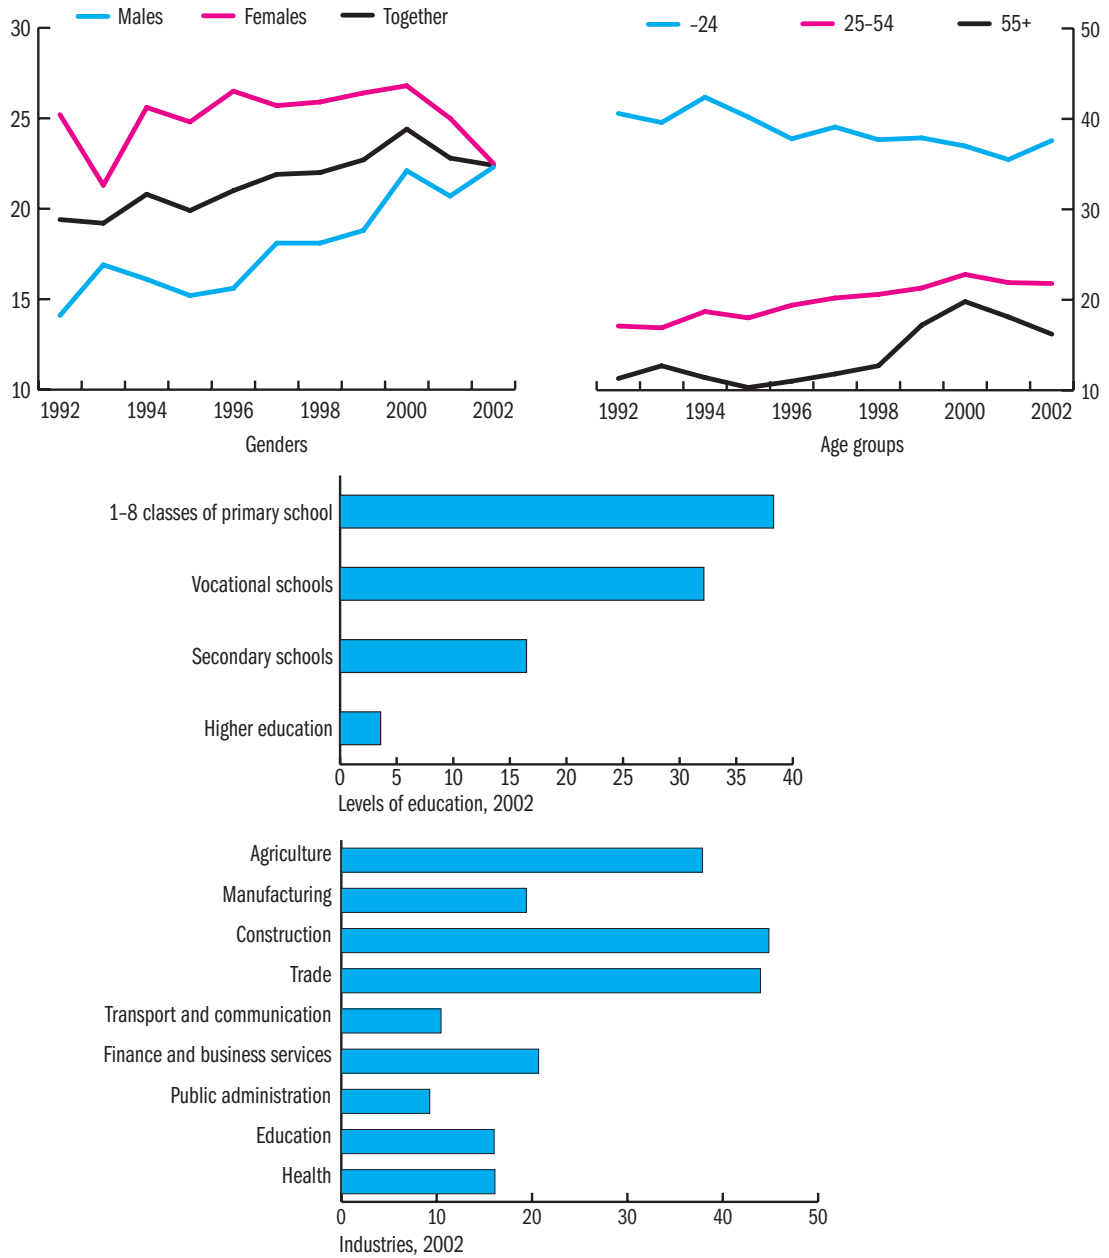 Males Females Together
30
25
20
15
10
1992 1994 1996 1998 2000 2002
Genders
–24 25–54 55+
50
40
30
20
10
1992 1994 1996 1998 2000 2002
Age groups
1–8 classes of primary school
Vocational schools
Secondary schools
Higher education
0 5 10 15 20 25 30 35 40
Levels of education, 2002
Agriculture
Manufacturing
Construction
Trade
Transport and communication
Finance and business services
Public administration
Education
Health
0 10 20 30 40 50
Industries, 2002